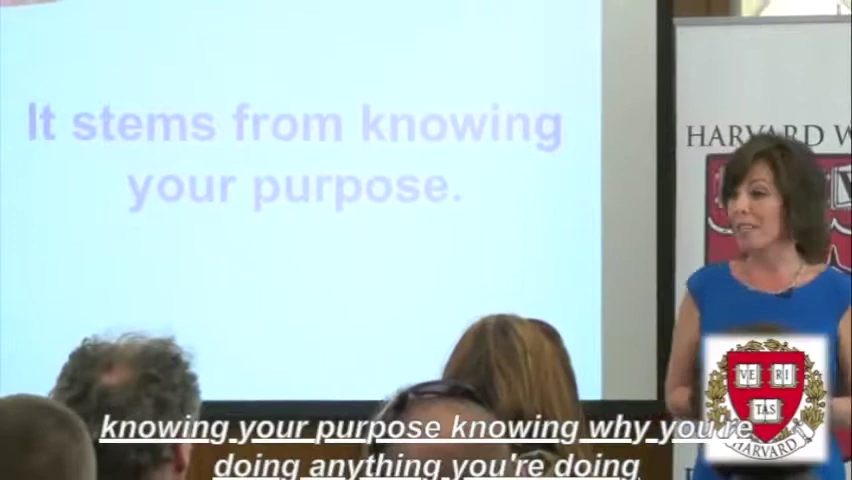 It stems from knowing
your purpose.
HARVARD W
VE RI
TAS
HARVARD
knowing your purpose knowing why you're
doing anything you're doing